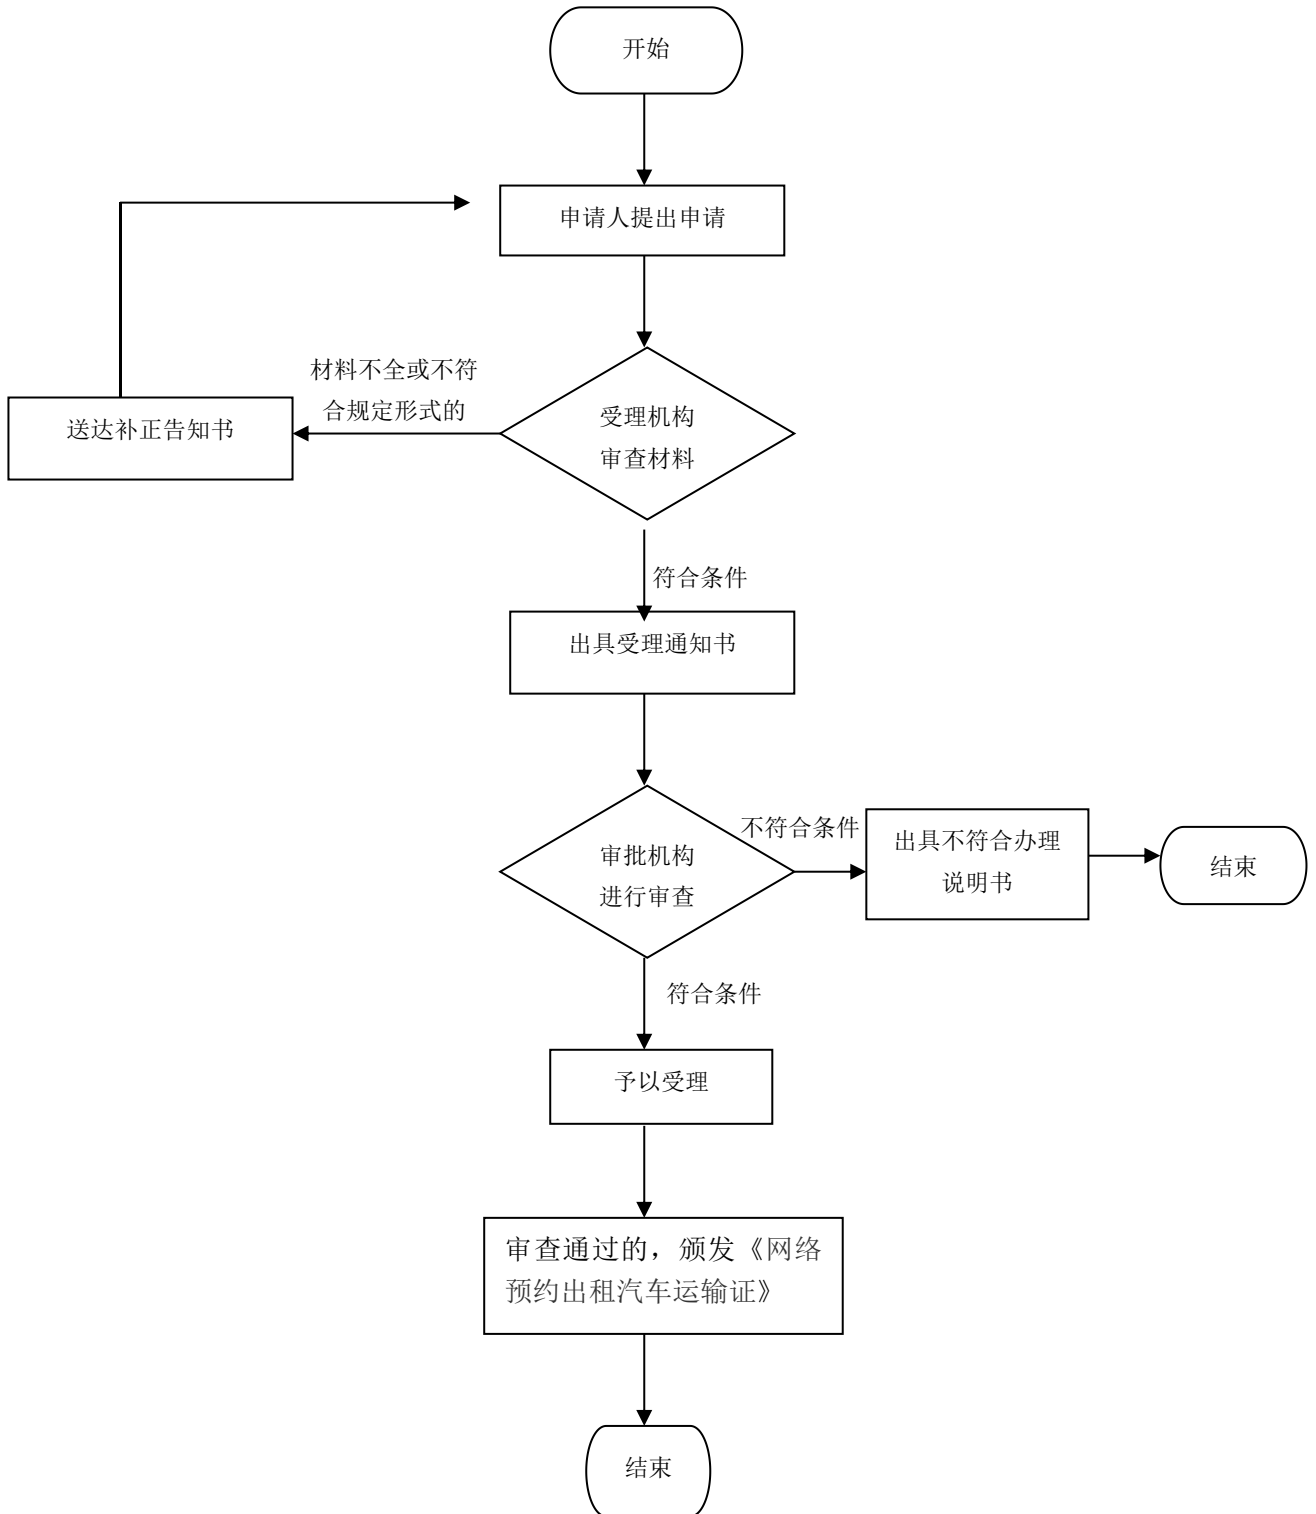 开始
申请人提出申请
材料不全或不符
合规定形式的
送达补正告知书
受理机构
审查材料
符合条件
出具受理通知书
审批机构
进行审查
不符合条件
出具不符合办理
说明书
结束
符合条件
予以受理
审查通过的，颁发《网络
预约出租汽车运输证》
结束